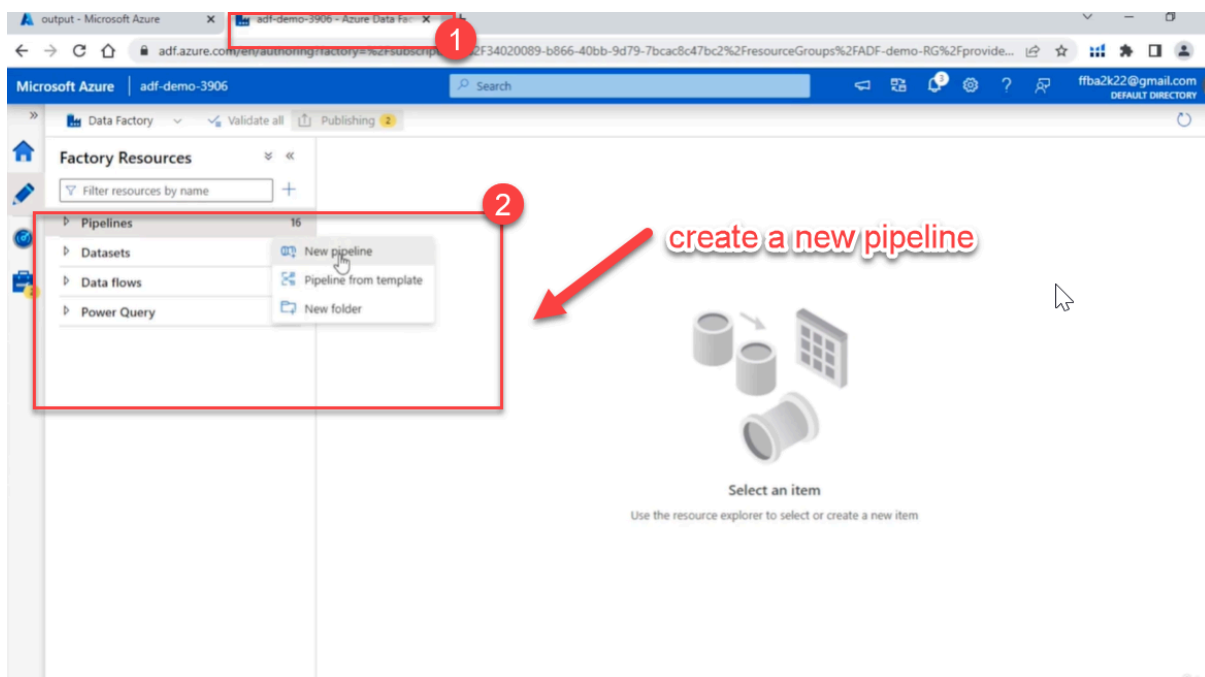 output - Microsoft Azure
adf-demo-3906 - Azure Data Fac
1
adf.azure.com/en/authoring?factory=%2Fsubscrip 2F34020089-b866-40bb-9d79-7bcac8c47bc2%2FresourceGroups%2FADF-demo-RG%2Fprovide...
Microsoft Azure adf-demo-3906
Search
3
ffba2k22@gmail.com
DEFAULT DIRECTORY
Data Factory Validate all Publishing 2
Factory Resources
Filter resources by name
2
Pipelines 16
Datasets
Data flows
Power Query
New pipeline
Pipeline from template
New folder
create a new pipeline
Select an item
Use the resource explorer to select or create a new item